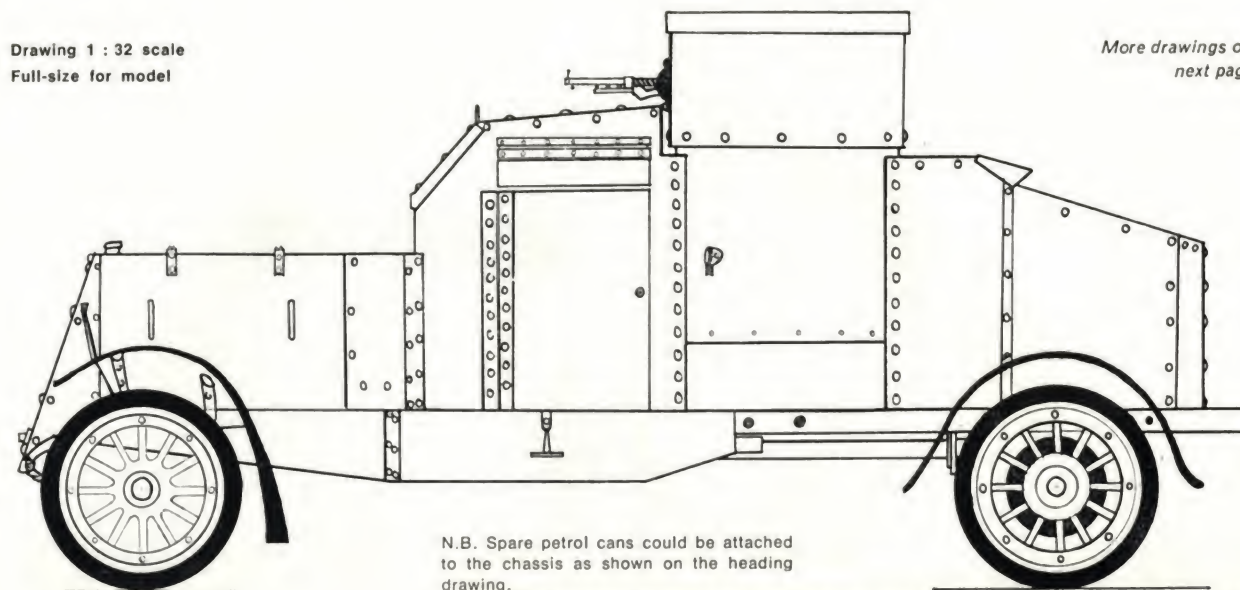 Drawing 1 : 32 scale
Full-size for model
More drawings o
next pag
N.B. Spare petrol cans could be attached
to the chassis as shown on the heading
drawing.